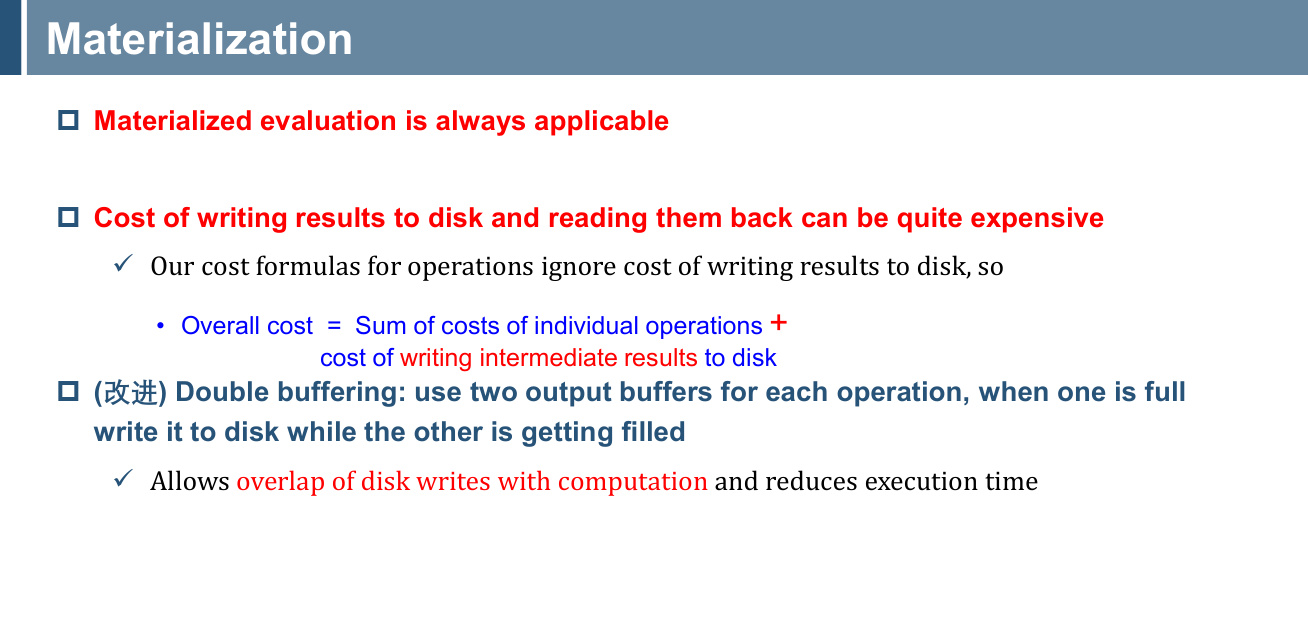 Materialization
Materialized evaluation is always applicable
Cost of writing results to disk and reading them back can be quite expensive
✓ Our cost formulas for operations ignore cost of writing results to disk, so
• Overall cost = Sum of costs of individual operations +
cost of writing intermediate results to disk
(改进) Double buffering: use two output buffers for each operation, when one is full
write it to disk while the other is getting filled
✓ Allows overlap of disk writes with computation and reduces execution time